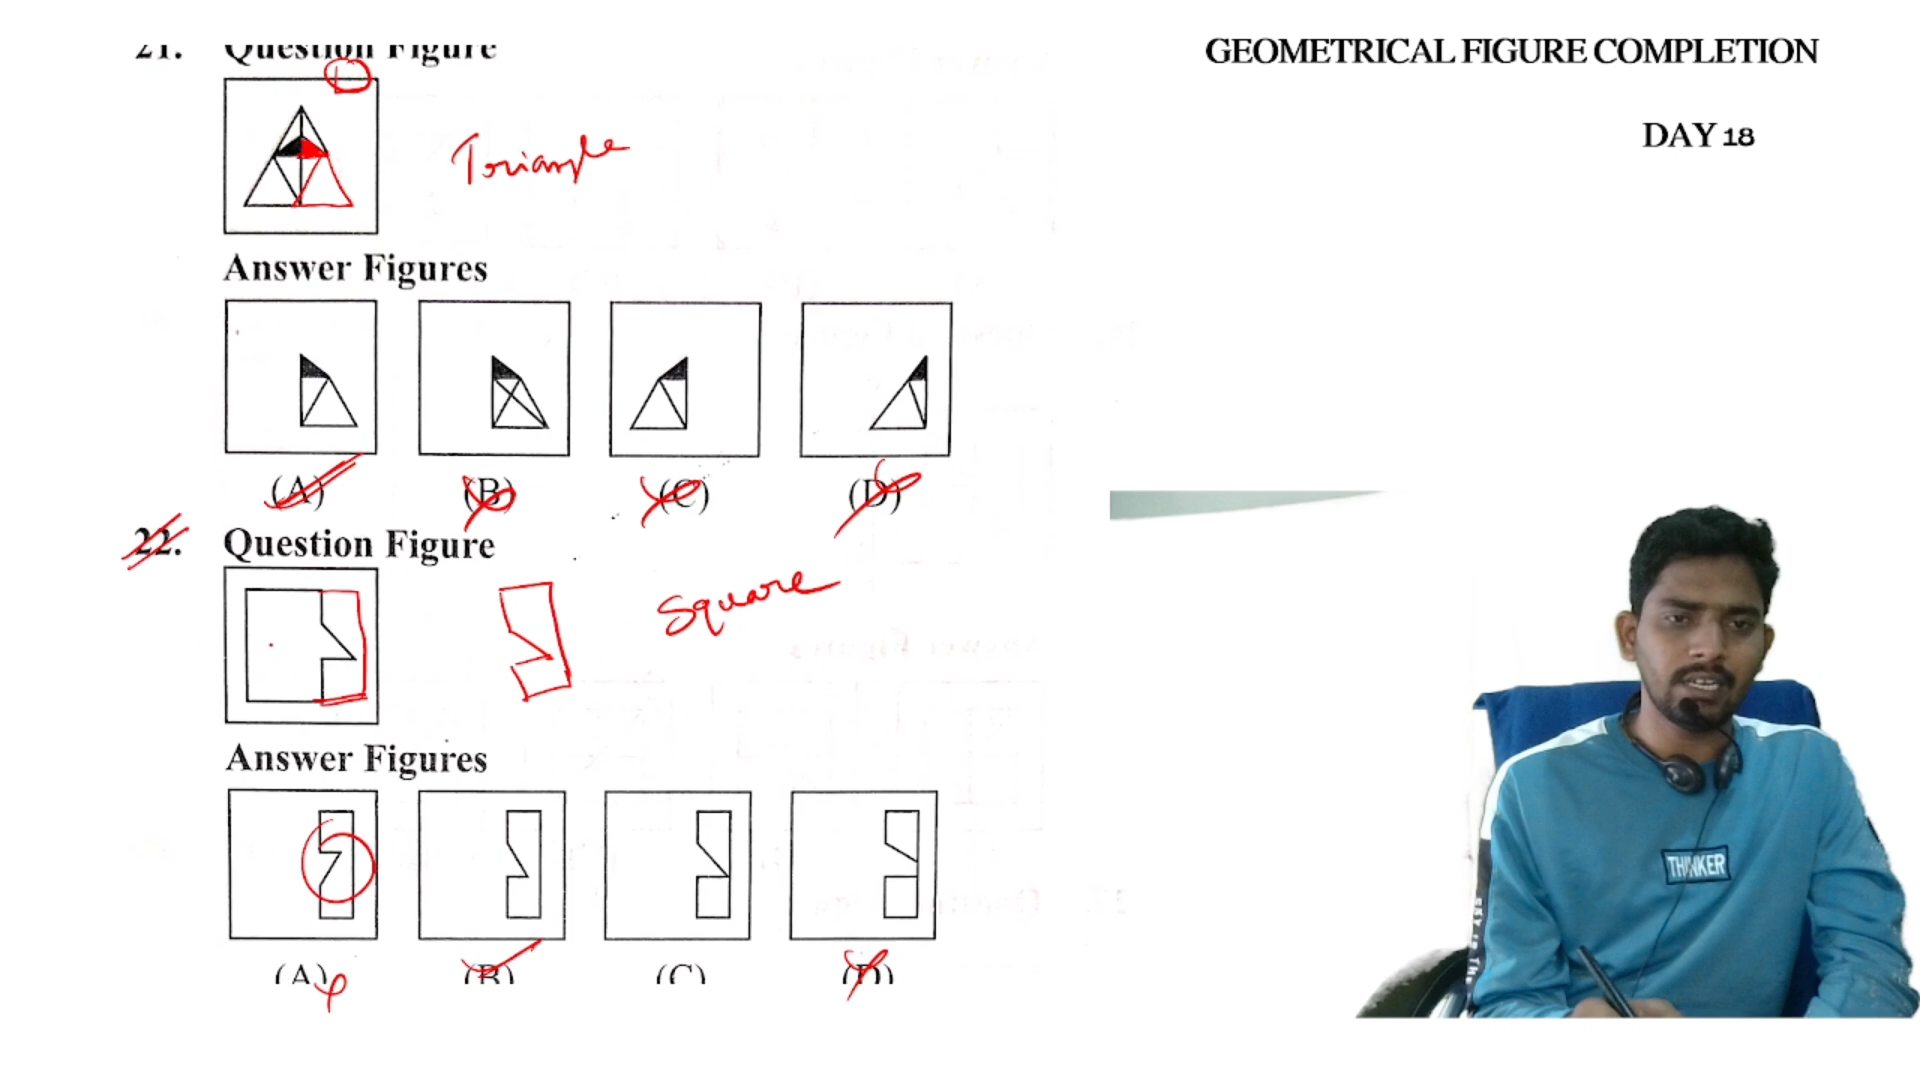 21. Question Figure
Triangle
Answer Figures
(A) (B) (C) (D)
22. Question Figure
Square
Answer Figures
(A) (B) (C) (D)
GEOMETRICAL FIGURE COMPLETION
DAY 18
THINKER